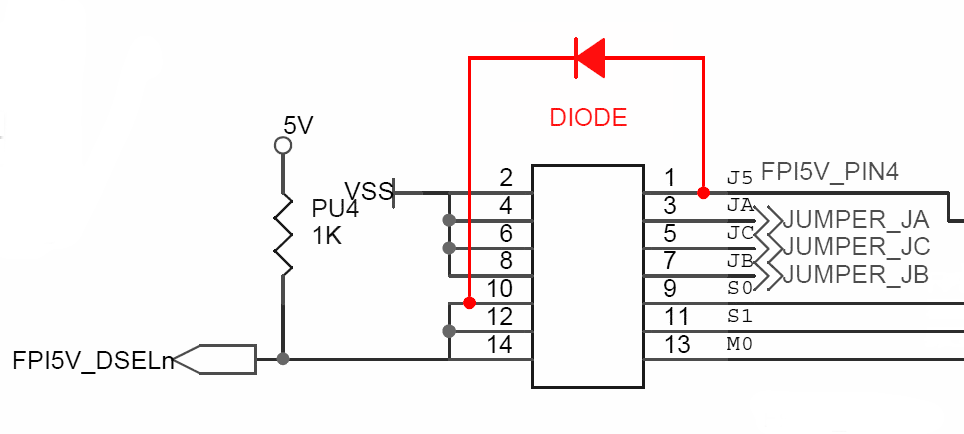 DIODE
5V
PU4
1K
VSS
2
4
6
8
10
12
14
1
3
5
7
9
11
13
J5
JA
JC
JB
S0
S1
M0
FPI5V_PIN4
JUMPER_JA
JUMPER_JC
JUMPER_JB
FPI5V_DSELn